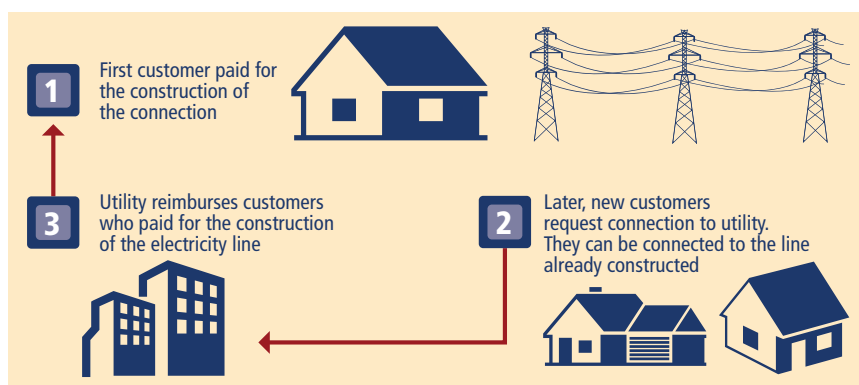 1
First customer paid for
the construction of
the connection
2
Later, new customers
request connection to utility.
They can be connected to the line
already constructed
3
Utility reimburses customers
who paid for the construction
of the electricity line